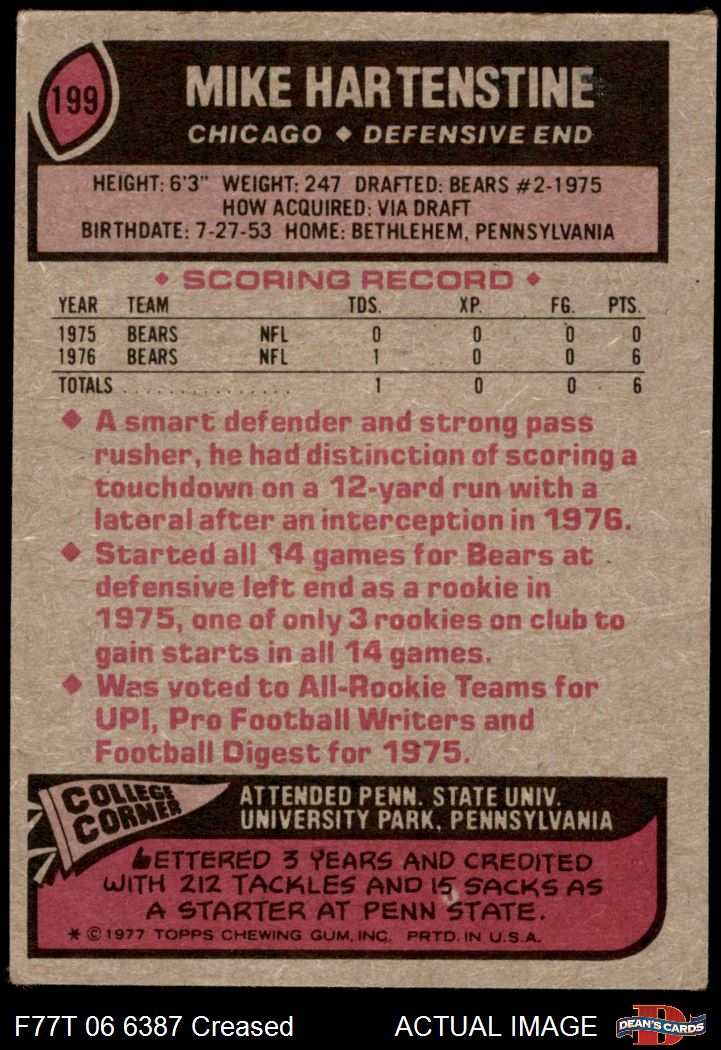 199
MIKE HARTENSTINE
CHICAGO ◆ DEFENSIVE END
HEIGHT: 6'3" WEIGHT: 247 DRAFTED: BEARS #2-1975
HOW ACQUIRED: VIA DRAFT
BIRTHDATE: 7-27-53 HOME: BETHLEHEM, PENNSYLVANIA
◆ SCORING RECORD ◆
YEAR TEAM TDS. XP. FG. PTS.
1975 BEARS NFL 0 0 0 0
1976 BEARS NFL 1 0 0 6
TOTALS . . . . . . . . . . . . . . . . 1 0 0 6
◆ A smart defender and strong pass
rusher, he had distinction of scoring a
touchdown on a 12-yard run with a
lateral after an interception in 1976.
◆ Started all 14 games for Bears at
defensive left end as a rookie in
1975, one of only 3 rookies on club to
gain starts in all 14 games.
◆ Was voted to All-Rookie Teams for
UPI, Pro Football Writers and
Football Digest for 1975.
COLLEGE
CORNER
ATTENDED PENN. STATE UNIV.
UNIVERSITY PARK, PENNSYLVANIA
LETTERED 3 YEARS AND CREDITED
WITH 212 TACKLES AND 15 SACKS AS
A STARTER AT PENN STATE.
* © 1977 TOPPS CHEWING GUM, INC. PRTD. IN U.S.A.
F77T 06 6387 Creased
ACTUAL IMAGE
D
DEAN'S CARDS